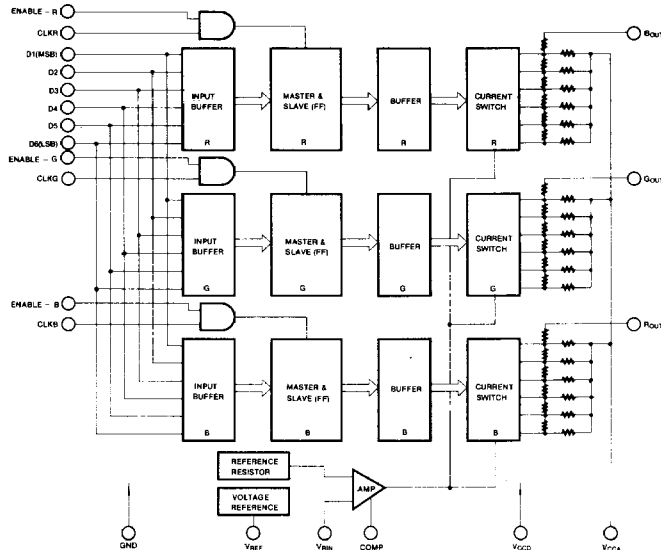 ENABLE - R
CLKR
D1(MSB)
D2
D3
D4
D5
D6(LSB)
ENABLE - G
CLKG
ENABLE - B
CLKB
INPUT
BUFFER
R
MASTER &
SLAVE (FF)
R
BUFFER
R
CURRENT
SWITCH
R
BOUT
INPUT
BUFFER
G
MASTER &
SLAVE (FF)
G
BUFFER
G
CURRENT
SWITCH
G
GOUT
INPUT
BUFFER
B
MASTER &
SLAVE (FF)
B
BUFFER
B
CURRENT
SWITCH
B
ROUT
REFERENCE
RESISTOR
VOLTAGE
REFERENCE
AMP
GND
VREF
VRIN
COMP
VCCD
VCCA